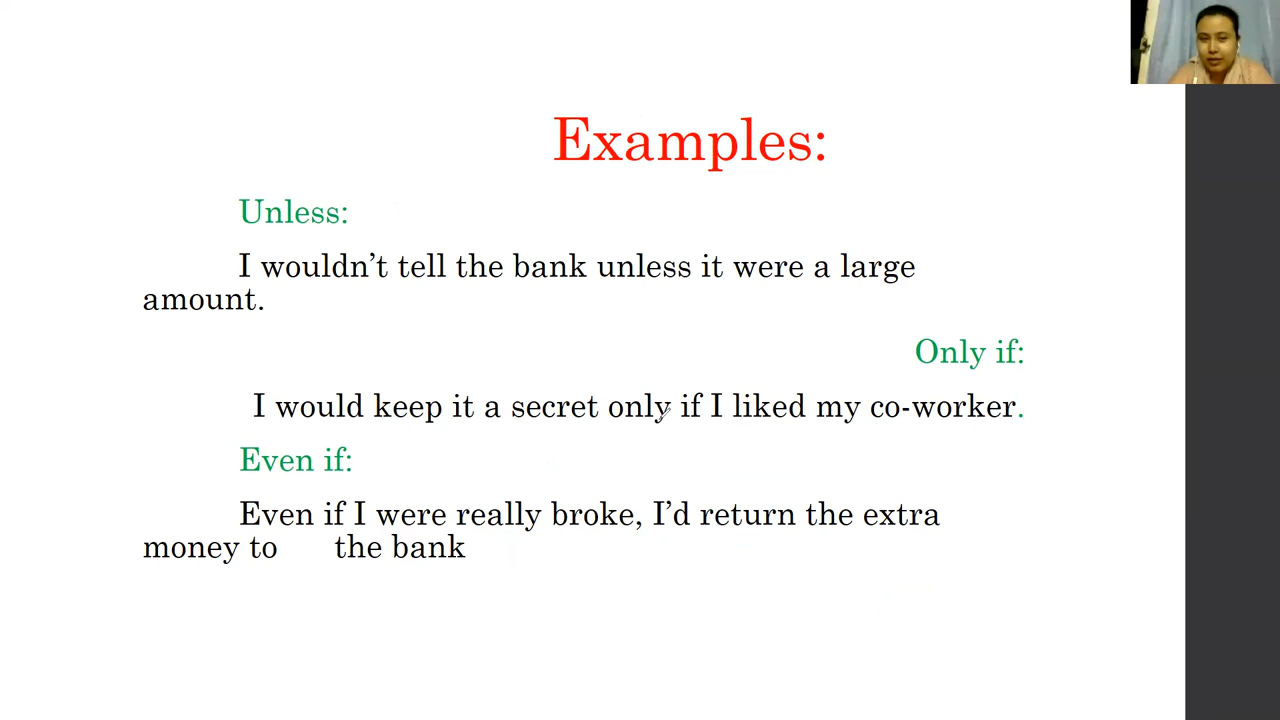 Examples:
Unless:
I wouldn’t tell the bank unless it were a large
amount.
Only if:
I would keep it a secret only if I liked my co-worker.
Even if:
Even if I were really broke, I’d return the extra
money to the bank